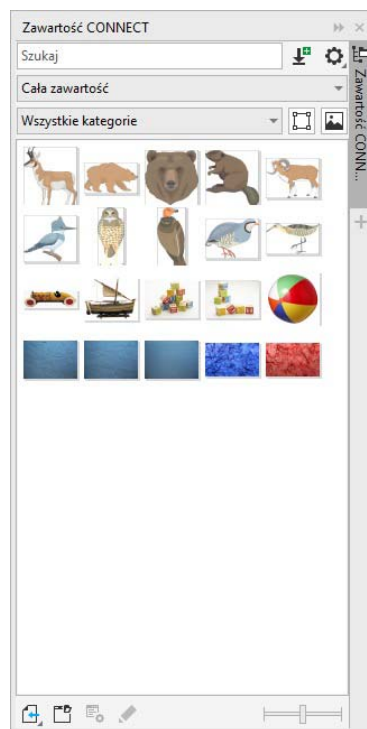 Zawartość CONNECT
Szukaj
Cała zawartość
Wszystkie kategorie
Zawartość CONN...